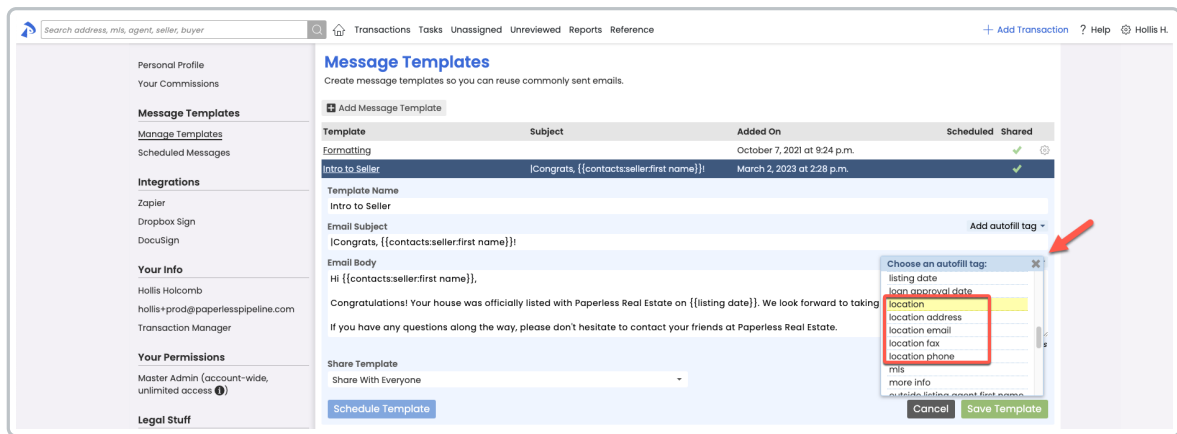 Search address, mls, agent, seller, buyer
Transactions Tasks Unassigned Unreviewed Reports Reference
+ Add Transaction ? Help Hollis H.
Personal Profile
Your Commissions
Message Templates
Manage Templates
Scheduled Messages
Integrations
Zapier
Dropbox Sign
DocuSign
Your Info
Hollis Holcomb
hollis+prod@paperlesspipeline.com
Transaction Manager
Your Permissions
Master Admin (account-wide,
unlimited access
Legal Stuff
Message Templates
Create message templates so you can reuse commonly sent emails.
Add Message Template
Template Subject Added On Scheduled Shared
Formatting October 7, 2021 at 9:24 p.m.
Intro to Seller |Congrats, {{contacts:seller:first name}}! March 2, 2023 at 2:28 p.m.
Template Name
Intro to Seller
Email Subject
Add autofill tag
|Congrats, {{contacts:seller:first name}}!
Email Body
Hi {{contacts:seller:first name}},
Congratulations! Your house was officially listed with Paperless Real Estate on {{listing date}}. We look forward to taking
If you have any questions along the way, please don't hesitate to contact your friends at Paperless Real Estate.
Choose an autofill tag:
listing date
loan approval date
location
location address
location email
location fax
location phone
mls
more info
outside listing agent first name
Share Template
Share With Everyone
Schedule Template
Cancel
Save Template